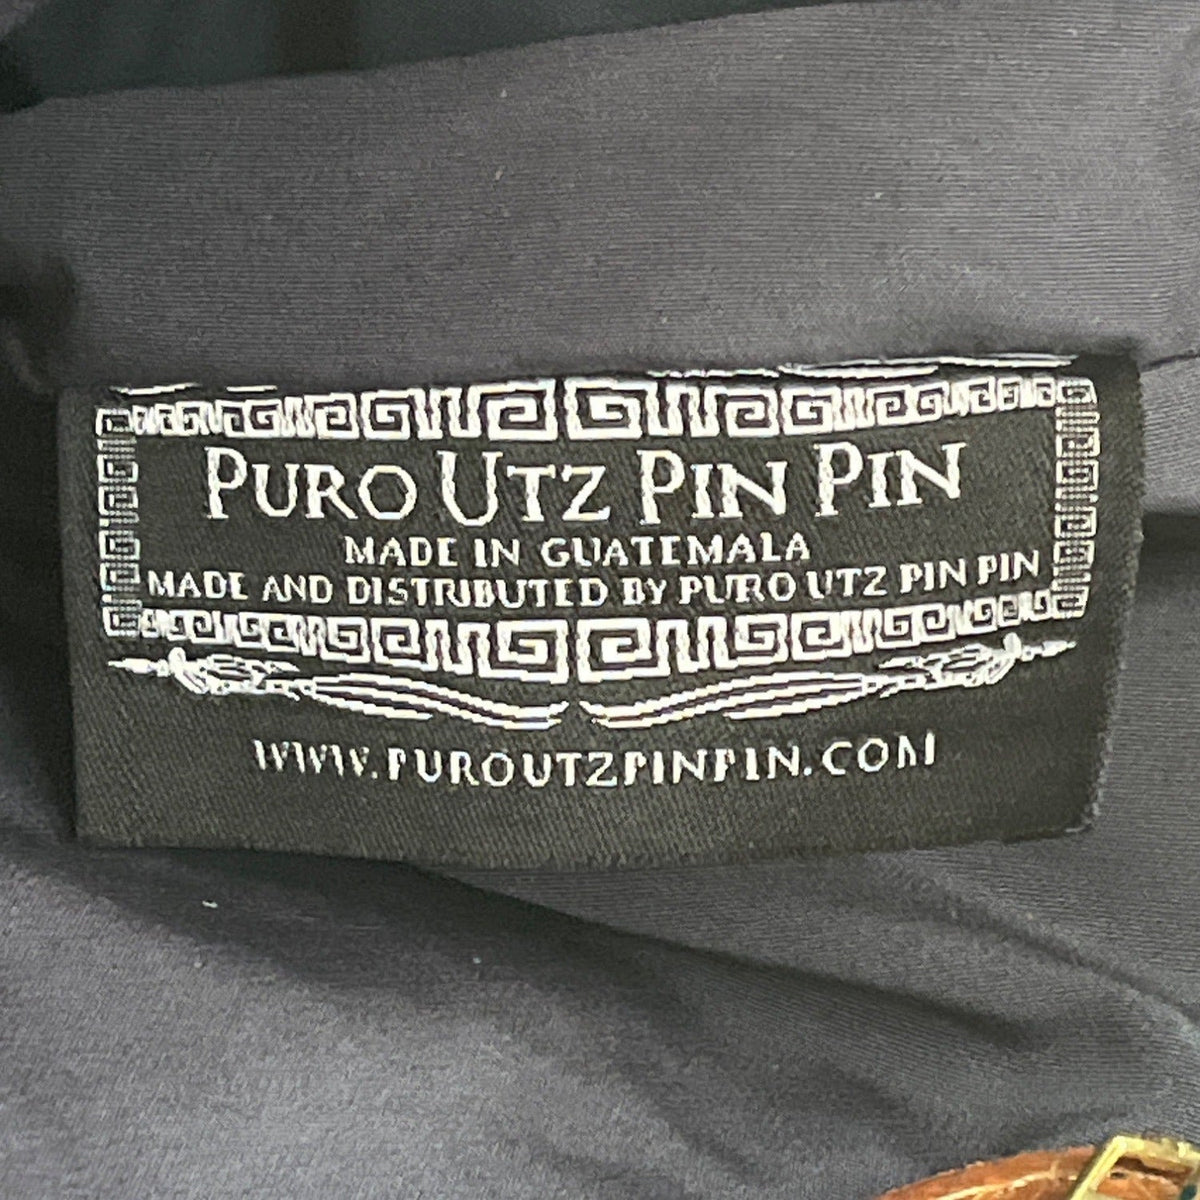 PURO UTZ PIN PIN
MADE IN GUATEMALA
MADE AND DISTRIBUTED BY PURO UTZ PIN PIN
WWW.PUROUTZPINPIN.COM